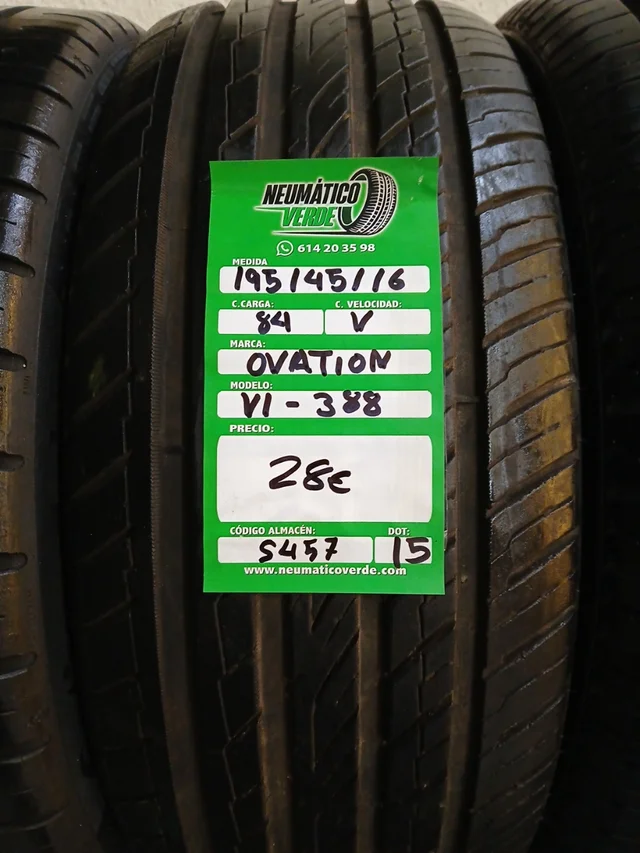 NEUMÁTICO
VERDE
614 20 35 98
MEDIDA
195/45/16
C.CARGA: C. VELOCIDAD:
84 V
MARCA:
OVATION
MODELO:
VI-388
PRECIO:
28€
CÓDIGO ALMACÉN: DOT:
S457 15
www.neumaticoverde.com